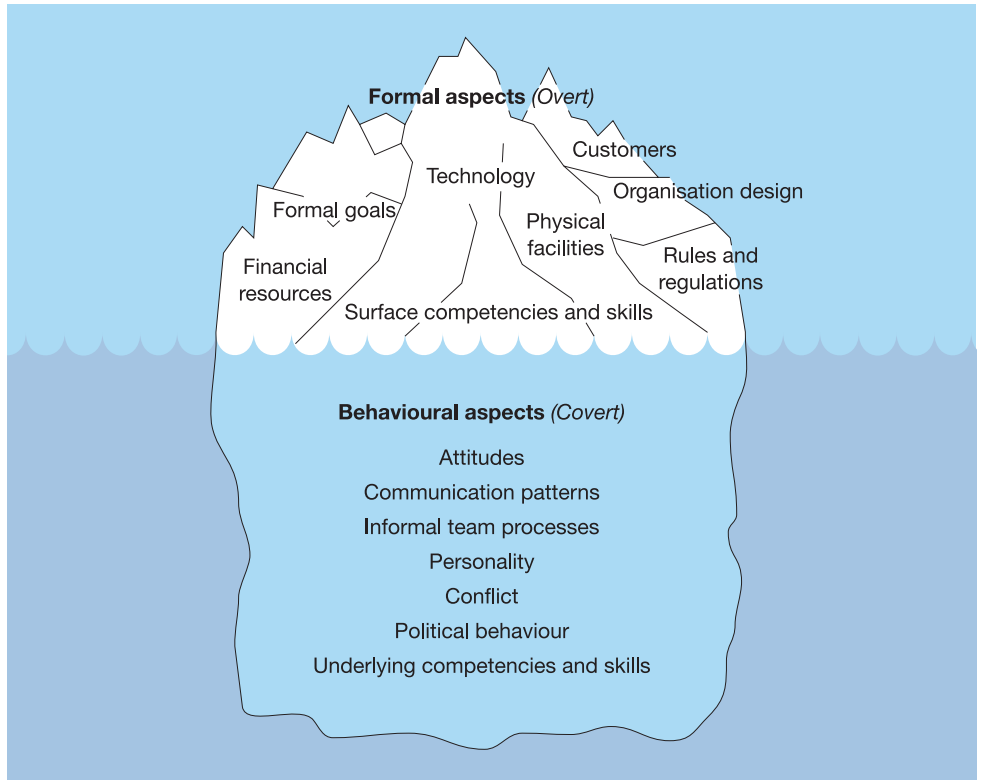 Formal aspects (Overt)
Customers
Technology
Organisation design
Formal goals
Physical
facilities
Rules and
regulations
Financial
resources
Surface competencies and skills
Behavioural aspects (Covert)
Attitudes
Communication patterns
Informal team processes
Personality
Conflict
Political behaviour
Underlying competencies and skills